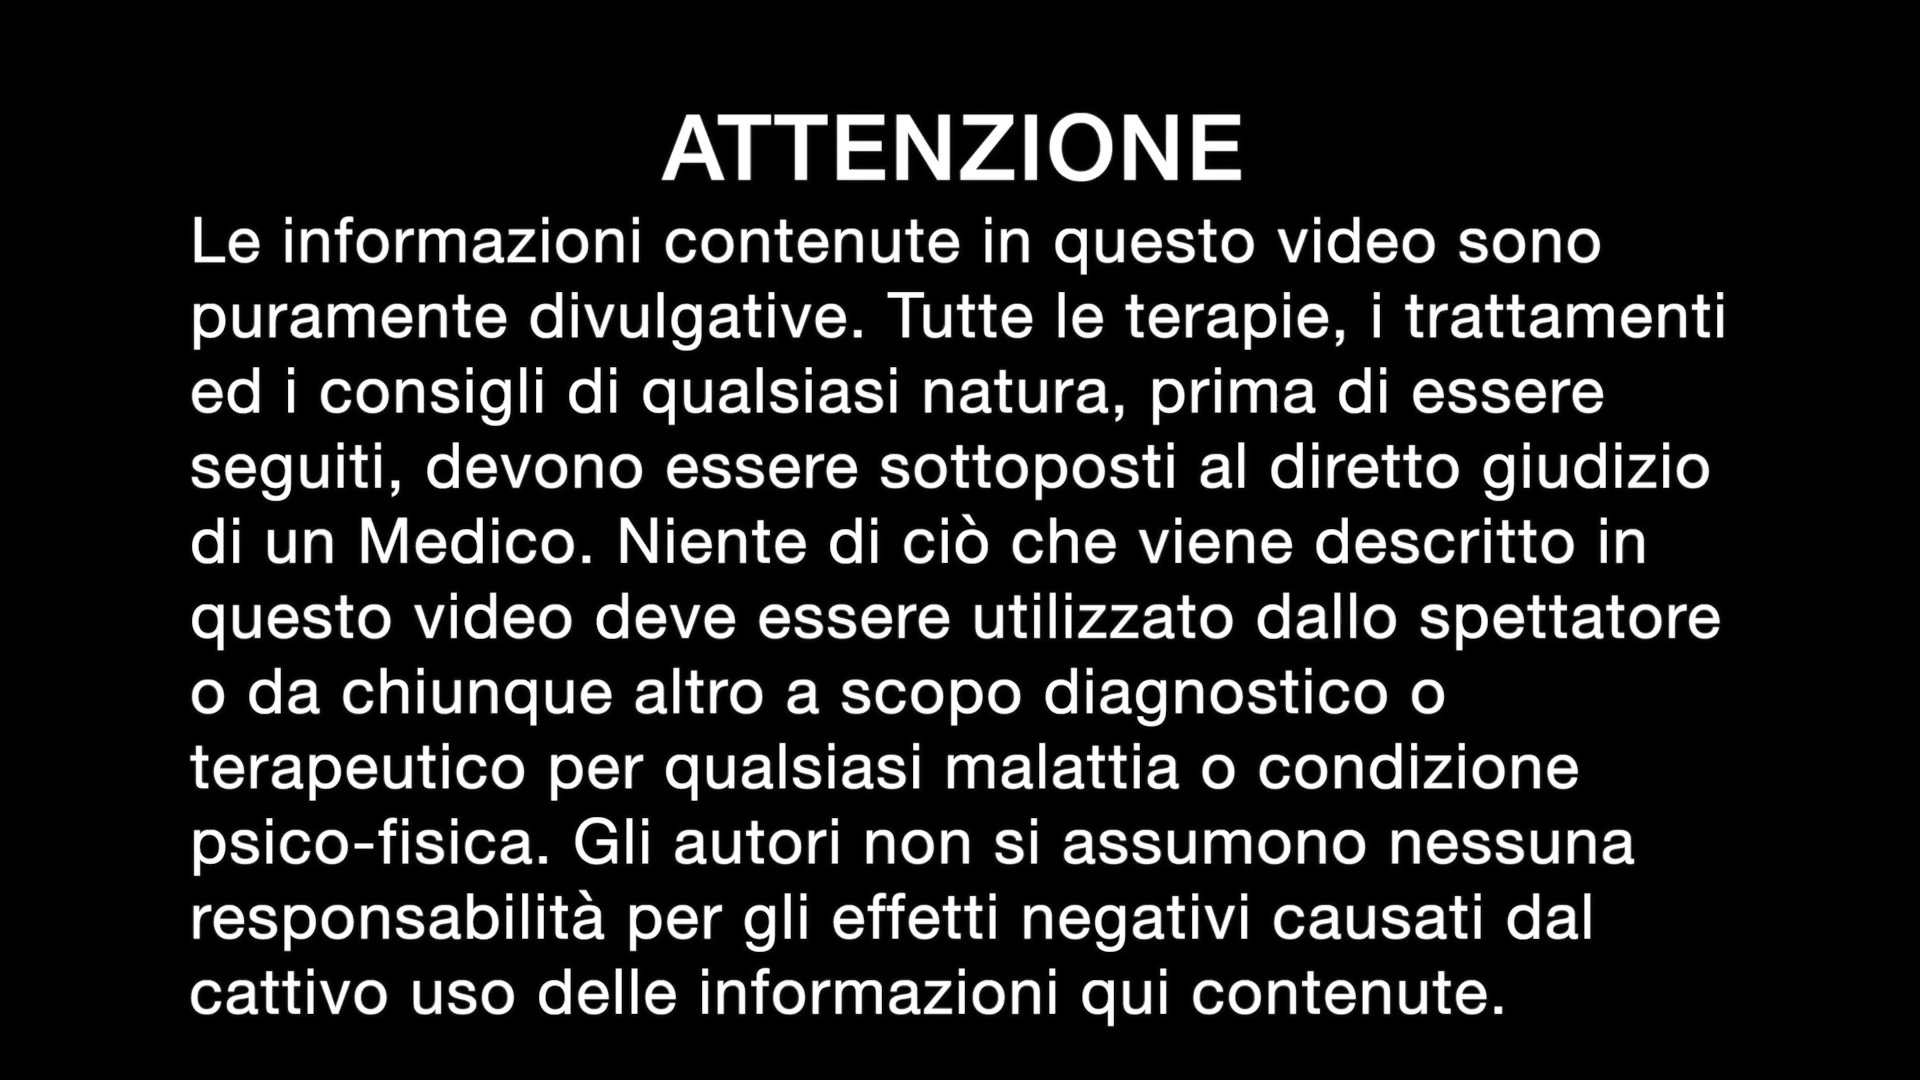 ATTENZIONE
Le informazioni contenute in questo video sono
puramente divulgative. Tutte le terapie, i trattamenti
ed i consigli di qualsiasi natura, prima di essere
seguiti, devono essere sottoposti al diretto giudizio
di un Medico. Niente di ciò che viene descritto in
questo video deve essere utilizzato dallo spettatore
o da chiunque altro a scopo diagnostico o
terapeutico per qualsiasi malattia o condizione
psico-fisica. Gli autori non si assumono nessuna
responsabilità per gli effetti negativi causati dal
cattivo uso delle informazioni qui contenute.